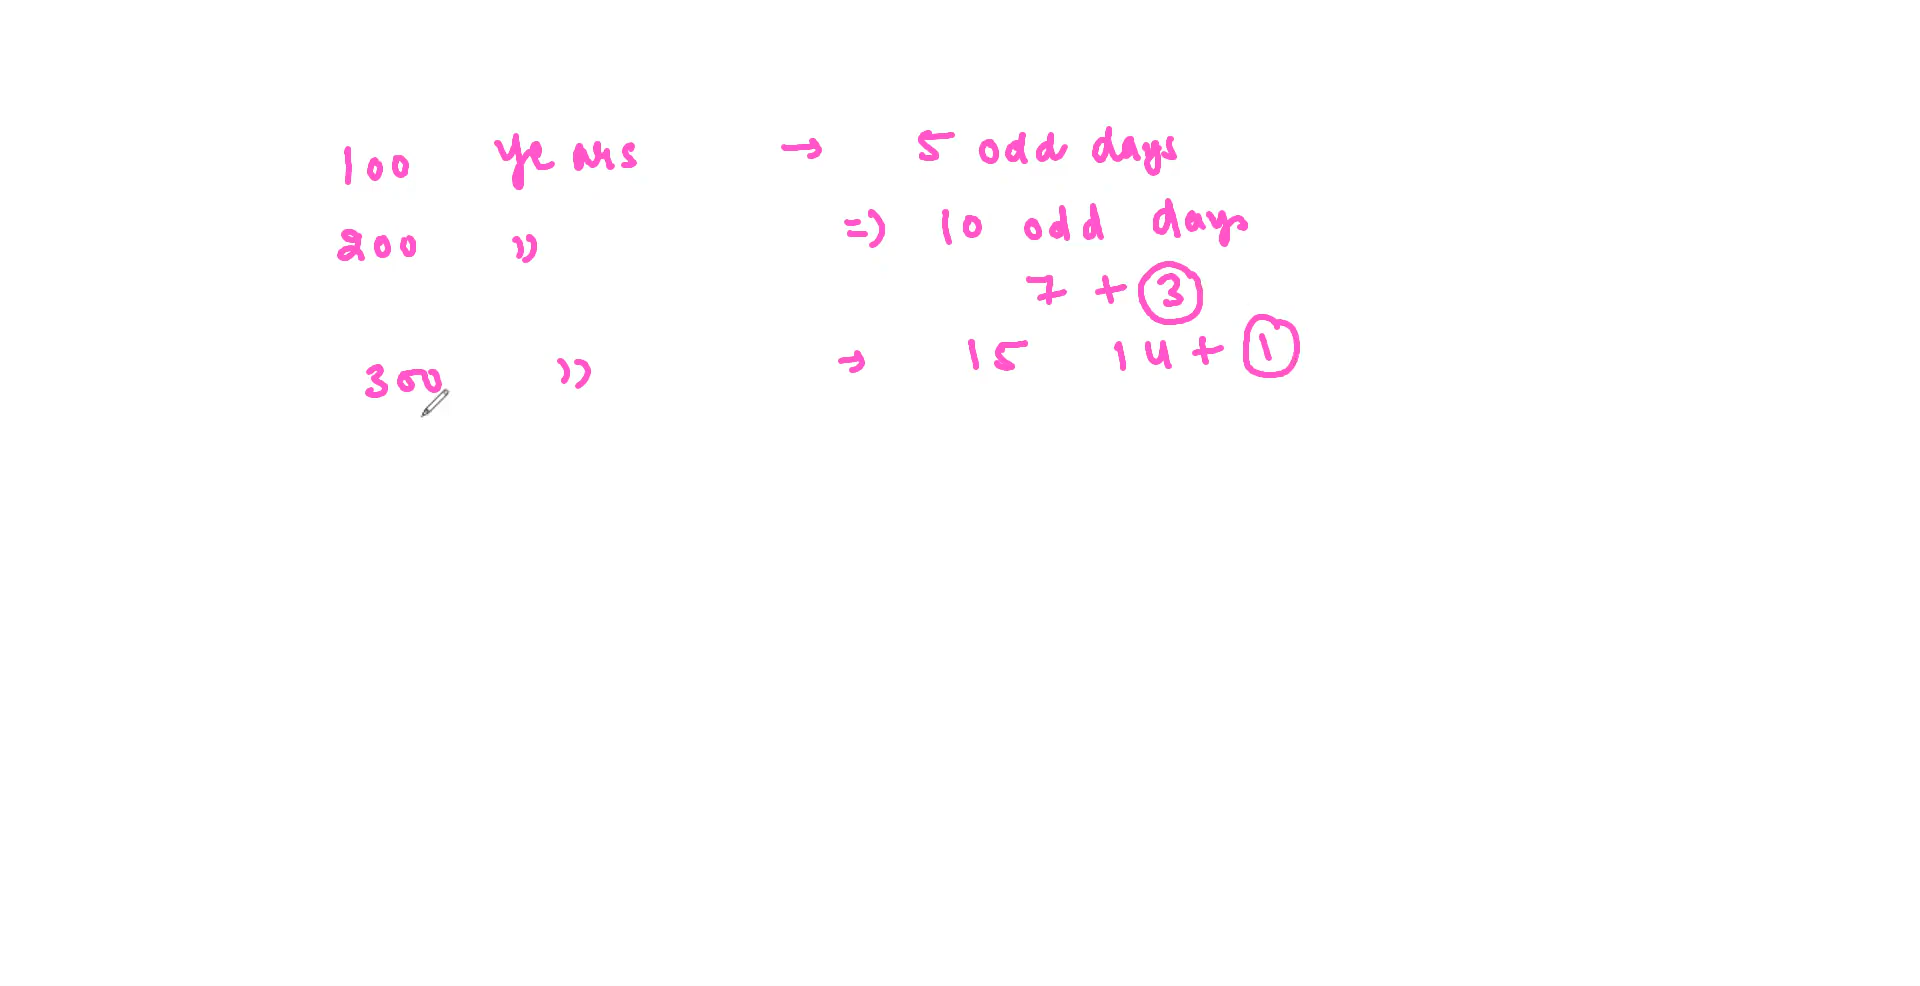 100 years → 5 odd days
200 " ⇒ 10 odd days
7 + 3
300 " → 15 14 + 1